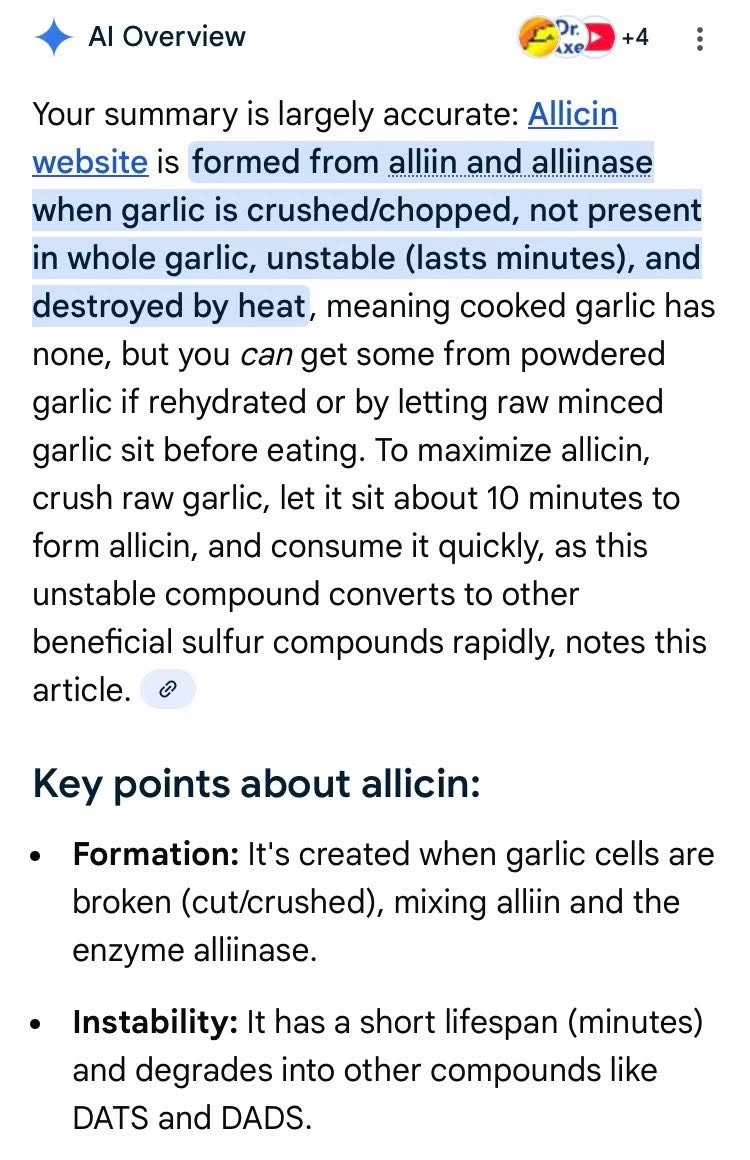 AI Overview
Dr.
Axe
+4
Your summary is largely accurate: Allicin
website is formed from alliin and alliinase
when garlic is crushed/chopped, not present
in whole garlic, unstable (lasts minutes), and
destroyed by heat, meaning cooked garlic has
none, but you can get some from powdered
garlic if rehydrated or by letting raw minced
garlic sit before eating. To maximize allicin,
crush raw garlic, let it sit about 10 minutes to
form allicin, and consume it quickly, as this
unstable compound converts to other
beneficial sulfur compounds rapidly, notes this
article.
Key points about allicin:
• Formation: It's created when garlic cells are
broken (cut/crushed), mixing alliin and the
enzyme alliinase.
• Instability: It has a short lifespan (minutes)
and degrades into other compounds like
DATS and DADS.